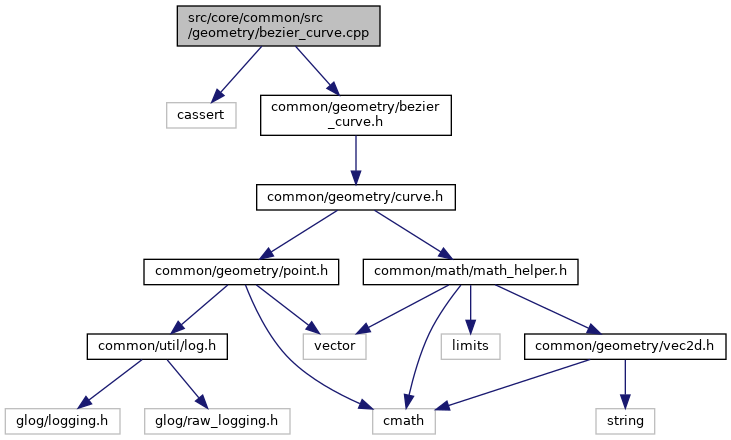 src/core/common/src
/geometry/bezier_curve.cpp
cassert
common/geometry/bezier
_curve.h
common/geometry/curve.h
common/geometry/point.h
common/math/math_helper.h
common/util/log.h
vector
limits
common/geometry/vec2d.h
glog/logging.h
glog/raw_logging.h
cmath
string